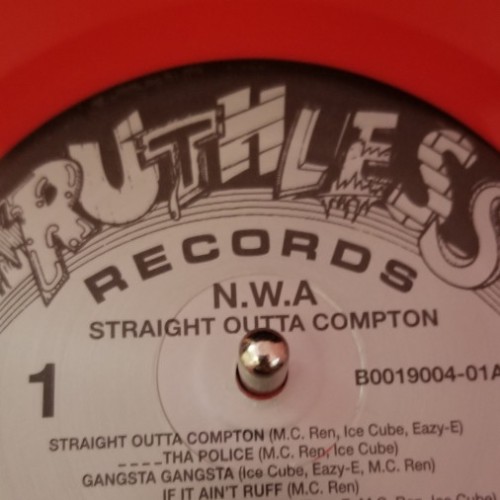 RUTHLESS
RECORDS
N.W.A
STRAIGHT OUTTA COMPTON
1
B0019004-01A
STRAIGHT OUTTA COMPTON (M.C. Ren, Ice Cube, Eazy-E)
____THA POLICE (M.C. Ren, Ice Cube)
GANGSTA GANGSTA (Ice Cube, Eazy-E, M.C. Ren)
IF IT AIN'T RUFF (M.C. Ren)